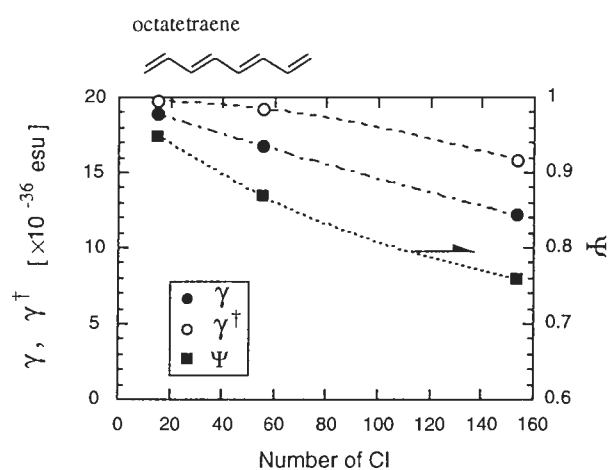 octatetraene
20
15
10
5
0
γ , γ† [ ×10⁻³⁶ esu ]
γ
γ†
Ψ
1
0.9
0.8
0.7
0.6
Ψ
0 20 40 60 80 100 120 140 160
Number of CI